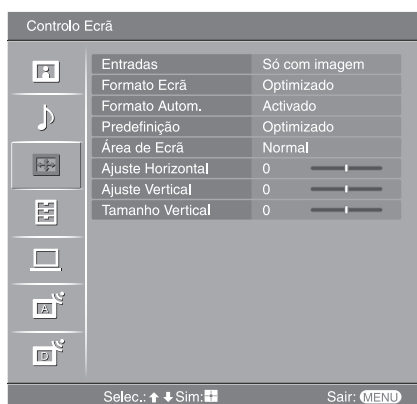 Controlo Ecrã
Entradas Só com imagem
Formato Ecrã Optimizado
Formato Autom. Activado
Predefinição Optimizado
Área de Ecrã Normal
Ajuste Horizontal 0
Ajuste Vertical 0
Tamanho Vertical 0
A
D
Selec.: Sim: Sair: MENU